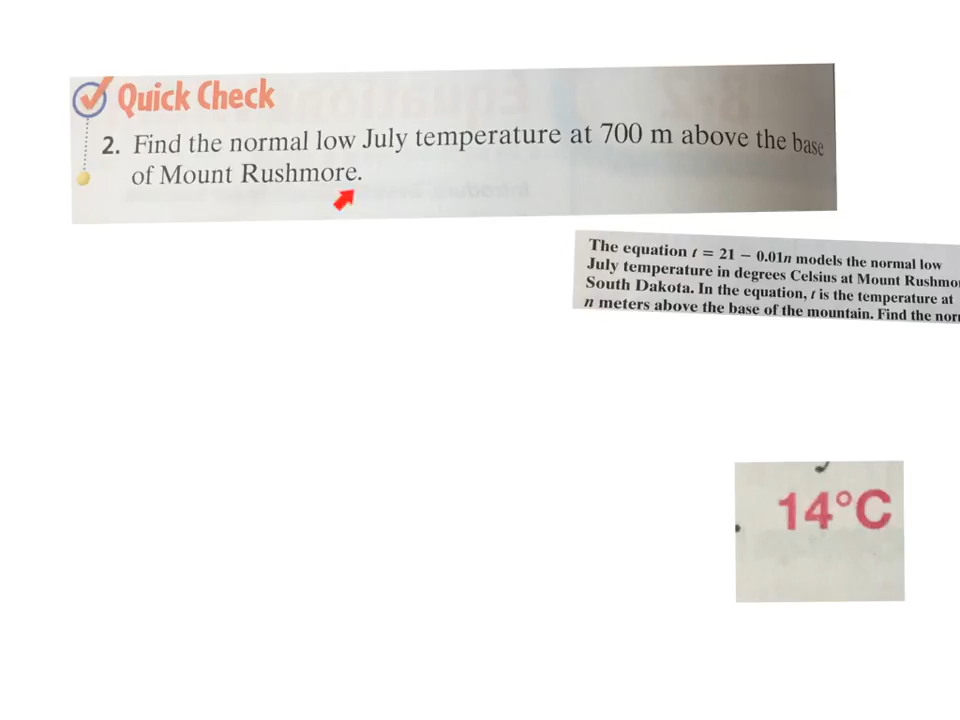 Quick Check
2. Find the normal low July temperature at 700 m above the base
of Mount Rushmore.
The equation t = 21 − 0.01n models the normal low
July temperature in degrees Celsius at Mount
South Dakota. In the equation, t is the temperature at
n meters above the base of the mountain. Find the
14°C